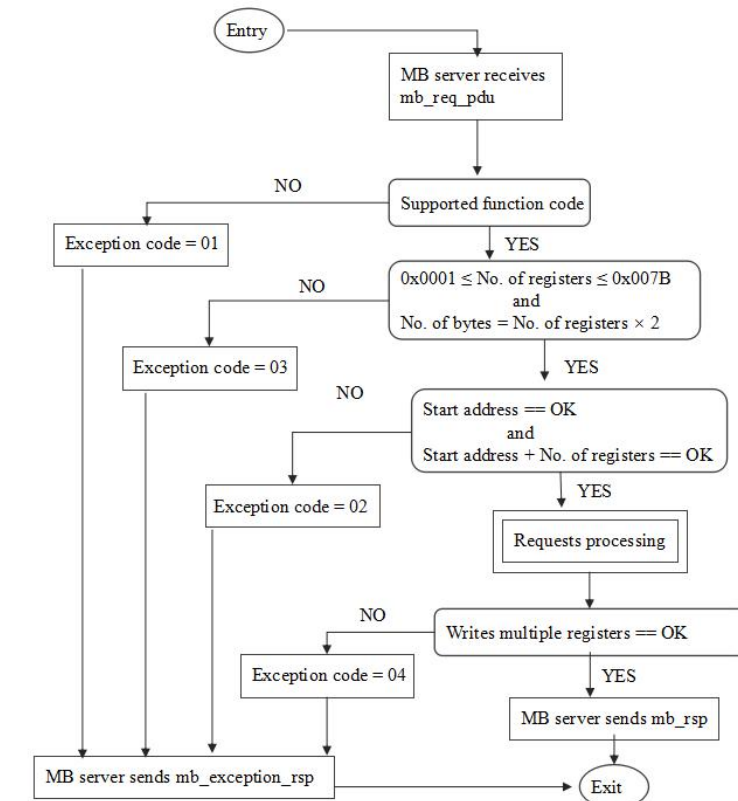 Entry
MB server receives
mb_req_pdu
NO
Supported function code
Exception code = 01
YES
0x0001 ≤ No. of registers ≤ 0x007B
and
No. of bytes = No. of registers × 2
NO
YES
Exception code = 03
NO
Start address == OK
and
Start address + No. of registers == OK
YES
Exception code = 02
Requests processing
NO
Writes multiple registers == OK
Exception code = 04
YES
MB server sends mb_rsp
MB server sends mb_exception_rsp
Exit